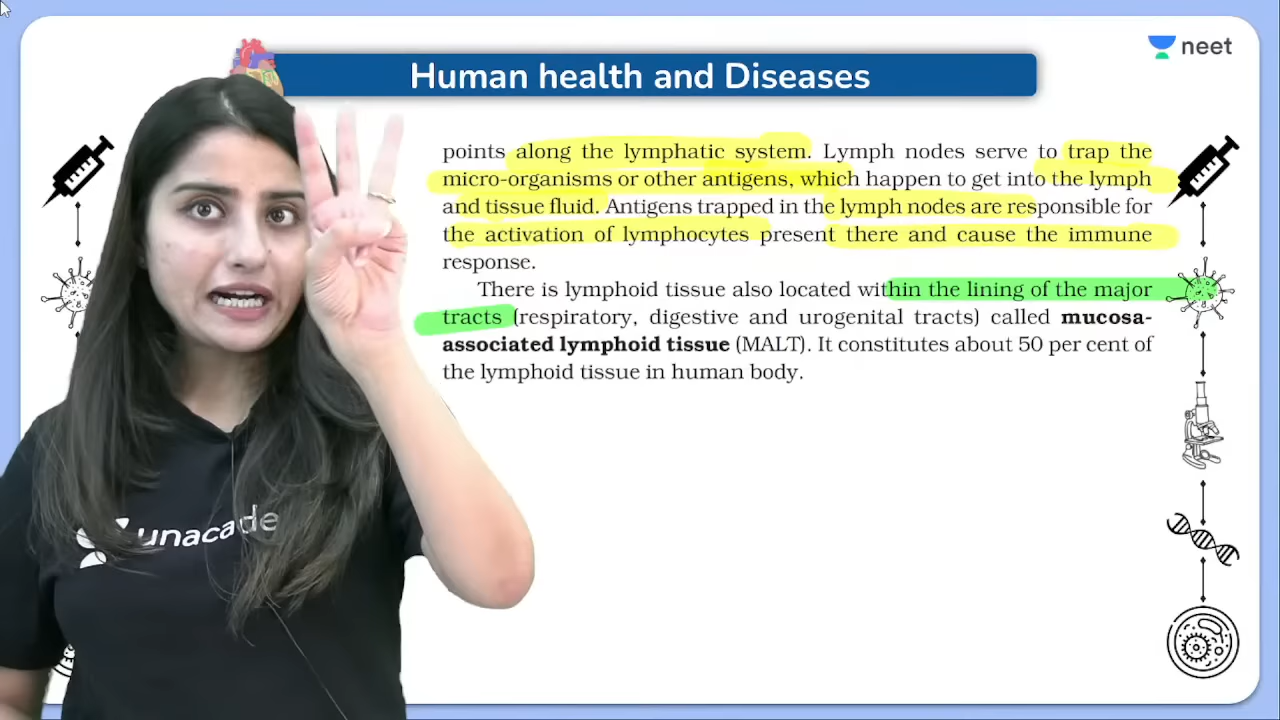 neet
Human health and Diseases
points along the lymphatic system. Lymph nodes serve to trap the
micro-organisms or other antigens, which happen to get into the lymph
and tissue fluid. Antigens trapped in the lymph nodes are responsible for
the activation of lymphocytes present there and cause the immune
response.
There is lymphoid tissue also located within the lining of the major
tracts (respiratory, digestive and urogenital tracts) called mucosa-
associated lymphoid tissue (MALT). It constitutes about 50 per cent of
the lymphoid tissue in human body.
unacade